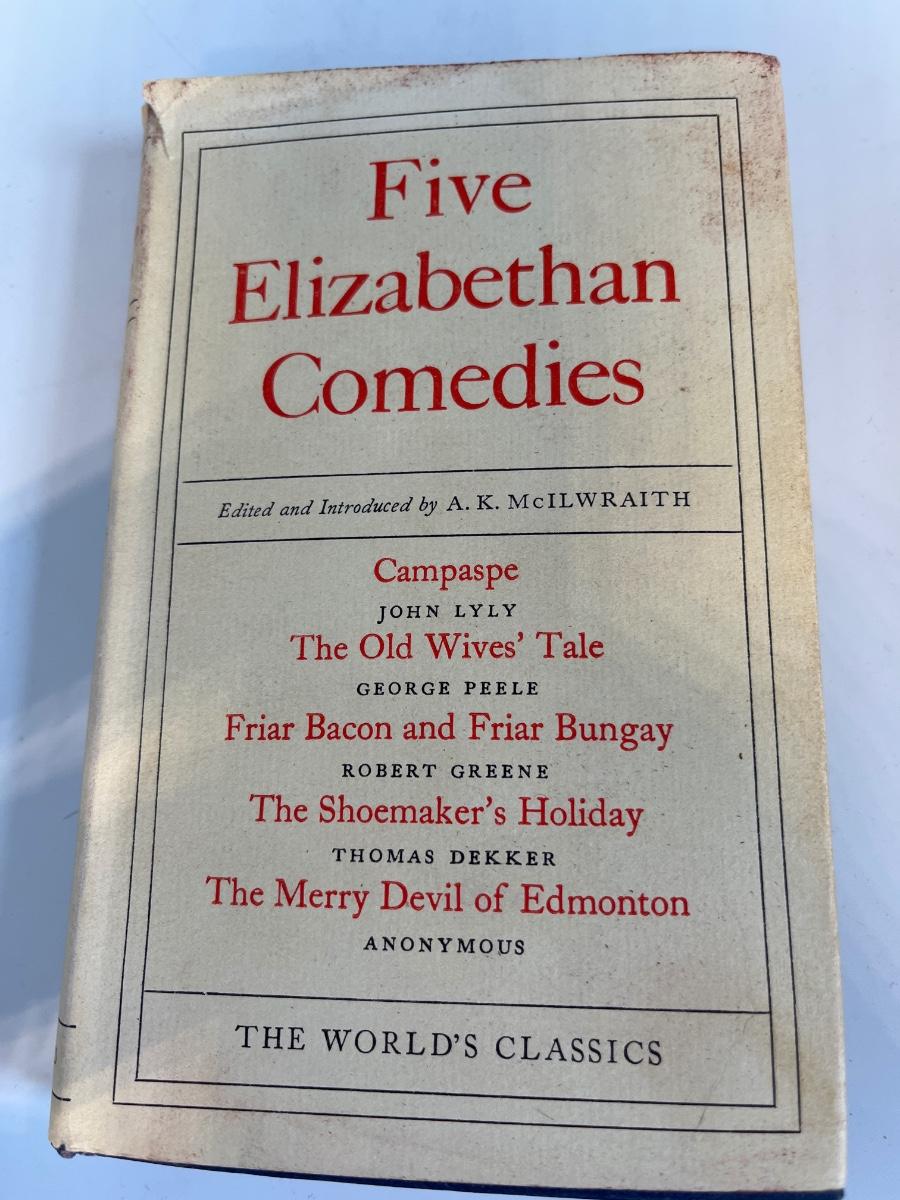 Five
Elizabethan
Comedies
Edited and Introduced by A. K. McILWRAITH
Campaspe
JOHN LYLY
The Old Wives' Tale
GEORGE PEELE
Friar Bacon and Friar Bungay
ROBERT GREENE
The Shoemaker's Holiday
THOMAS DEKKER
The Merry Devil of Edmonton
ANONYMOUS
THE WORLD'S CLASSICS